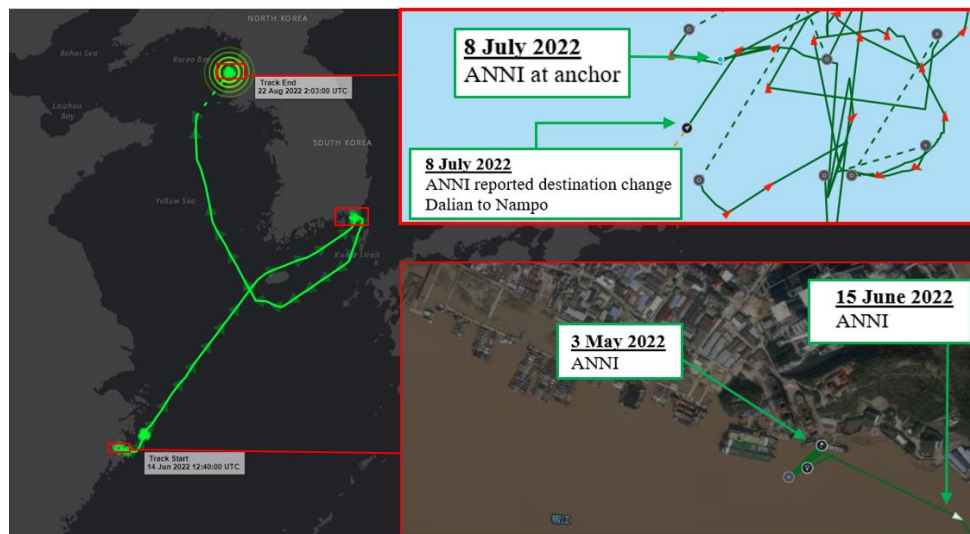 NORTH KOREA
Bohai Sea
Korea Bay
Laizhou
Bay
Track End
22 Aug 2022 2:03:00 UTC
SOUTH KOREA
Yellow Sea
Korea Strait
Track Start
14 Jun 2022 12:40:00 UTC
8 July 2022
ANNI at anchor
8 July 2022
ANNI reported destination change
Dalian to Nampo
15 June 2022
ANNI
3 May 2022
ANNI